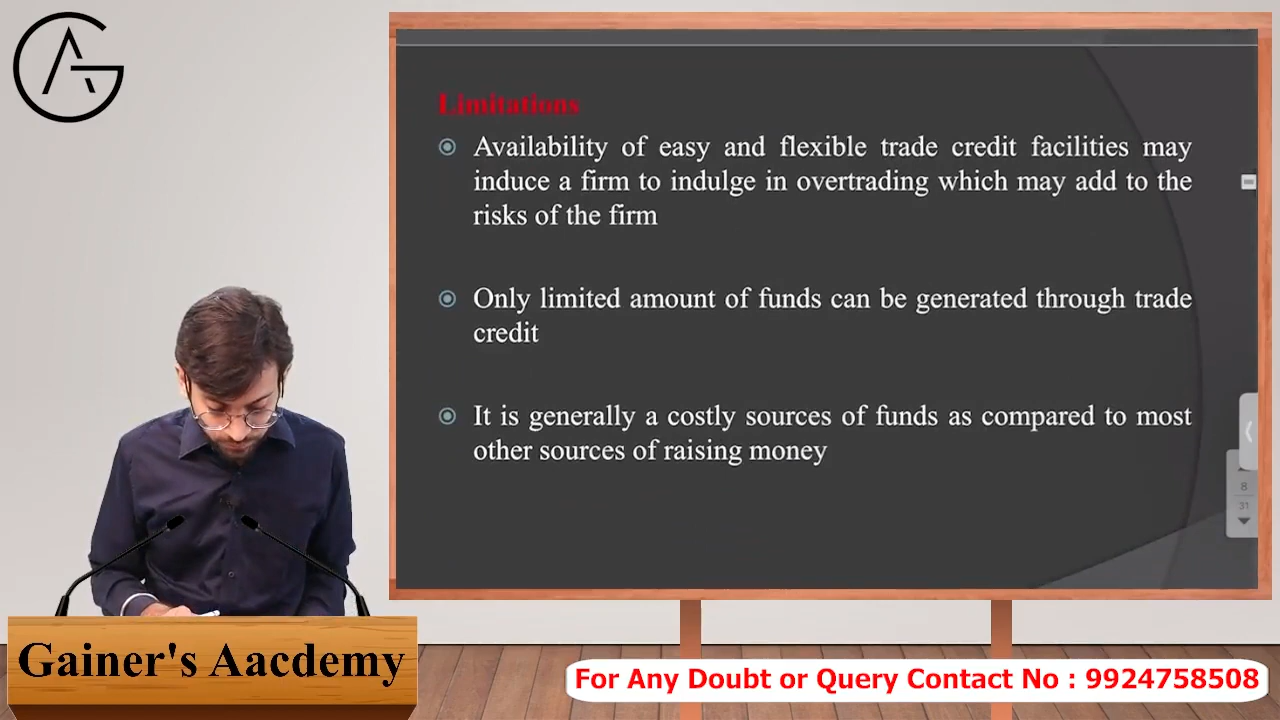 Limitations
Availability of easy and flexible trade credit facilities may
induce a firm to indulge in overtrading which may add to the
risks of the firm
Only limited amount of funds can be generated through trade
credit
It is generally a costly sources of funds as compared to most
other sources of raising money
8
31
Gainer's Aacdemy
For Any Doubt or Query Contact No : 9924758508